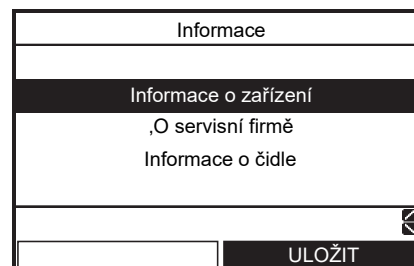 Informace
Informace o zařízení
,O servisní firmě
Informace o čidle
ULOŽIT